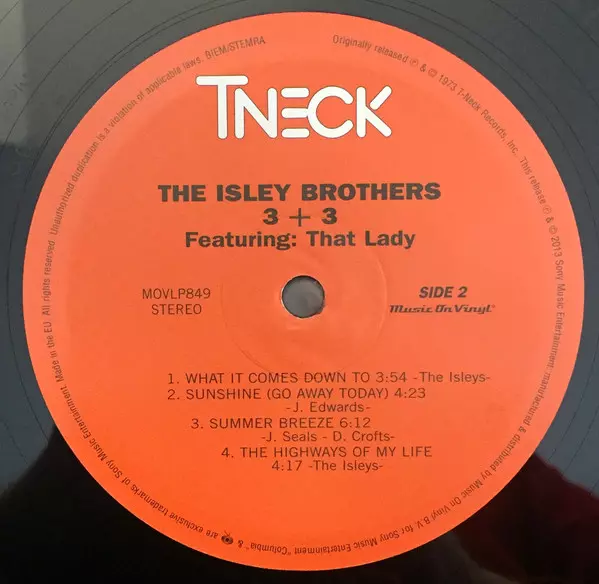 TNECK
THE ISLEY BROTHERS
3 + 3
Featuring: That Lady
MOVLP849
STEREO
SIDE 2
Music On Vinyl
1. WHAT IT COMES DOWN TO 3:54 -The Isleys-
2. SUNSHINE (GO AWAY TODAY) 4:23
-J. Edwards-
3. SUMMER BREEZE 6:12
-J. Seals - D. Crofts-
4. THE HIGHWAYS OF MY LIFE
4:17 -The Isleys-
Originally released ℗ & © 1973 T-Neck Records, Inc. This release ℗ & © 2013 Sony Music Entertainment. manufactured & distributed by Music On Vinyl B.V. for Sony Music Entertainment "Columbia" & are exclusive trademarks of Sony Music Entertainment. Made in the EU. All rights reserved. Unauthorized duplication is a violation of applicable laws. BIEM/STEMRA